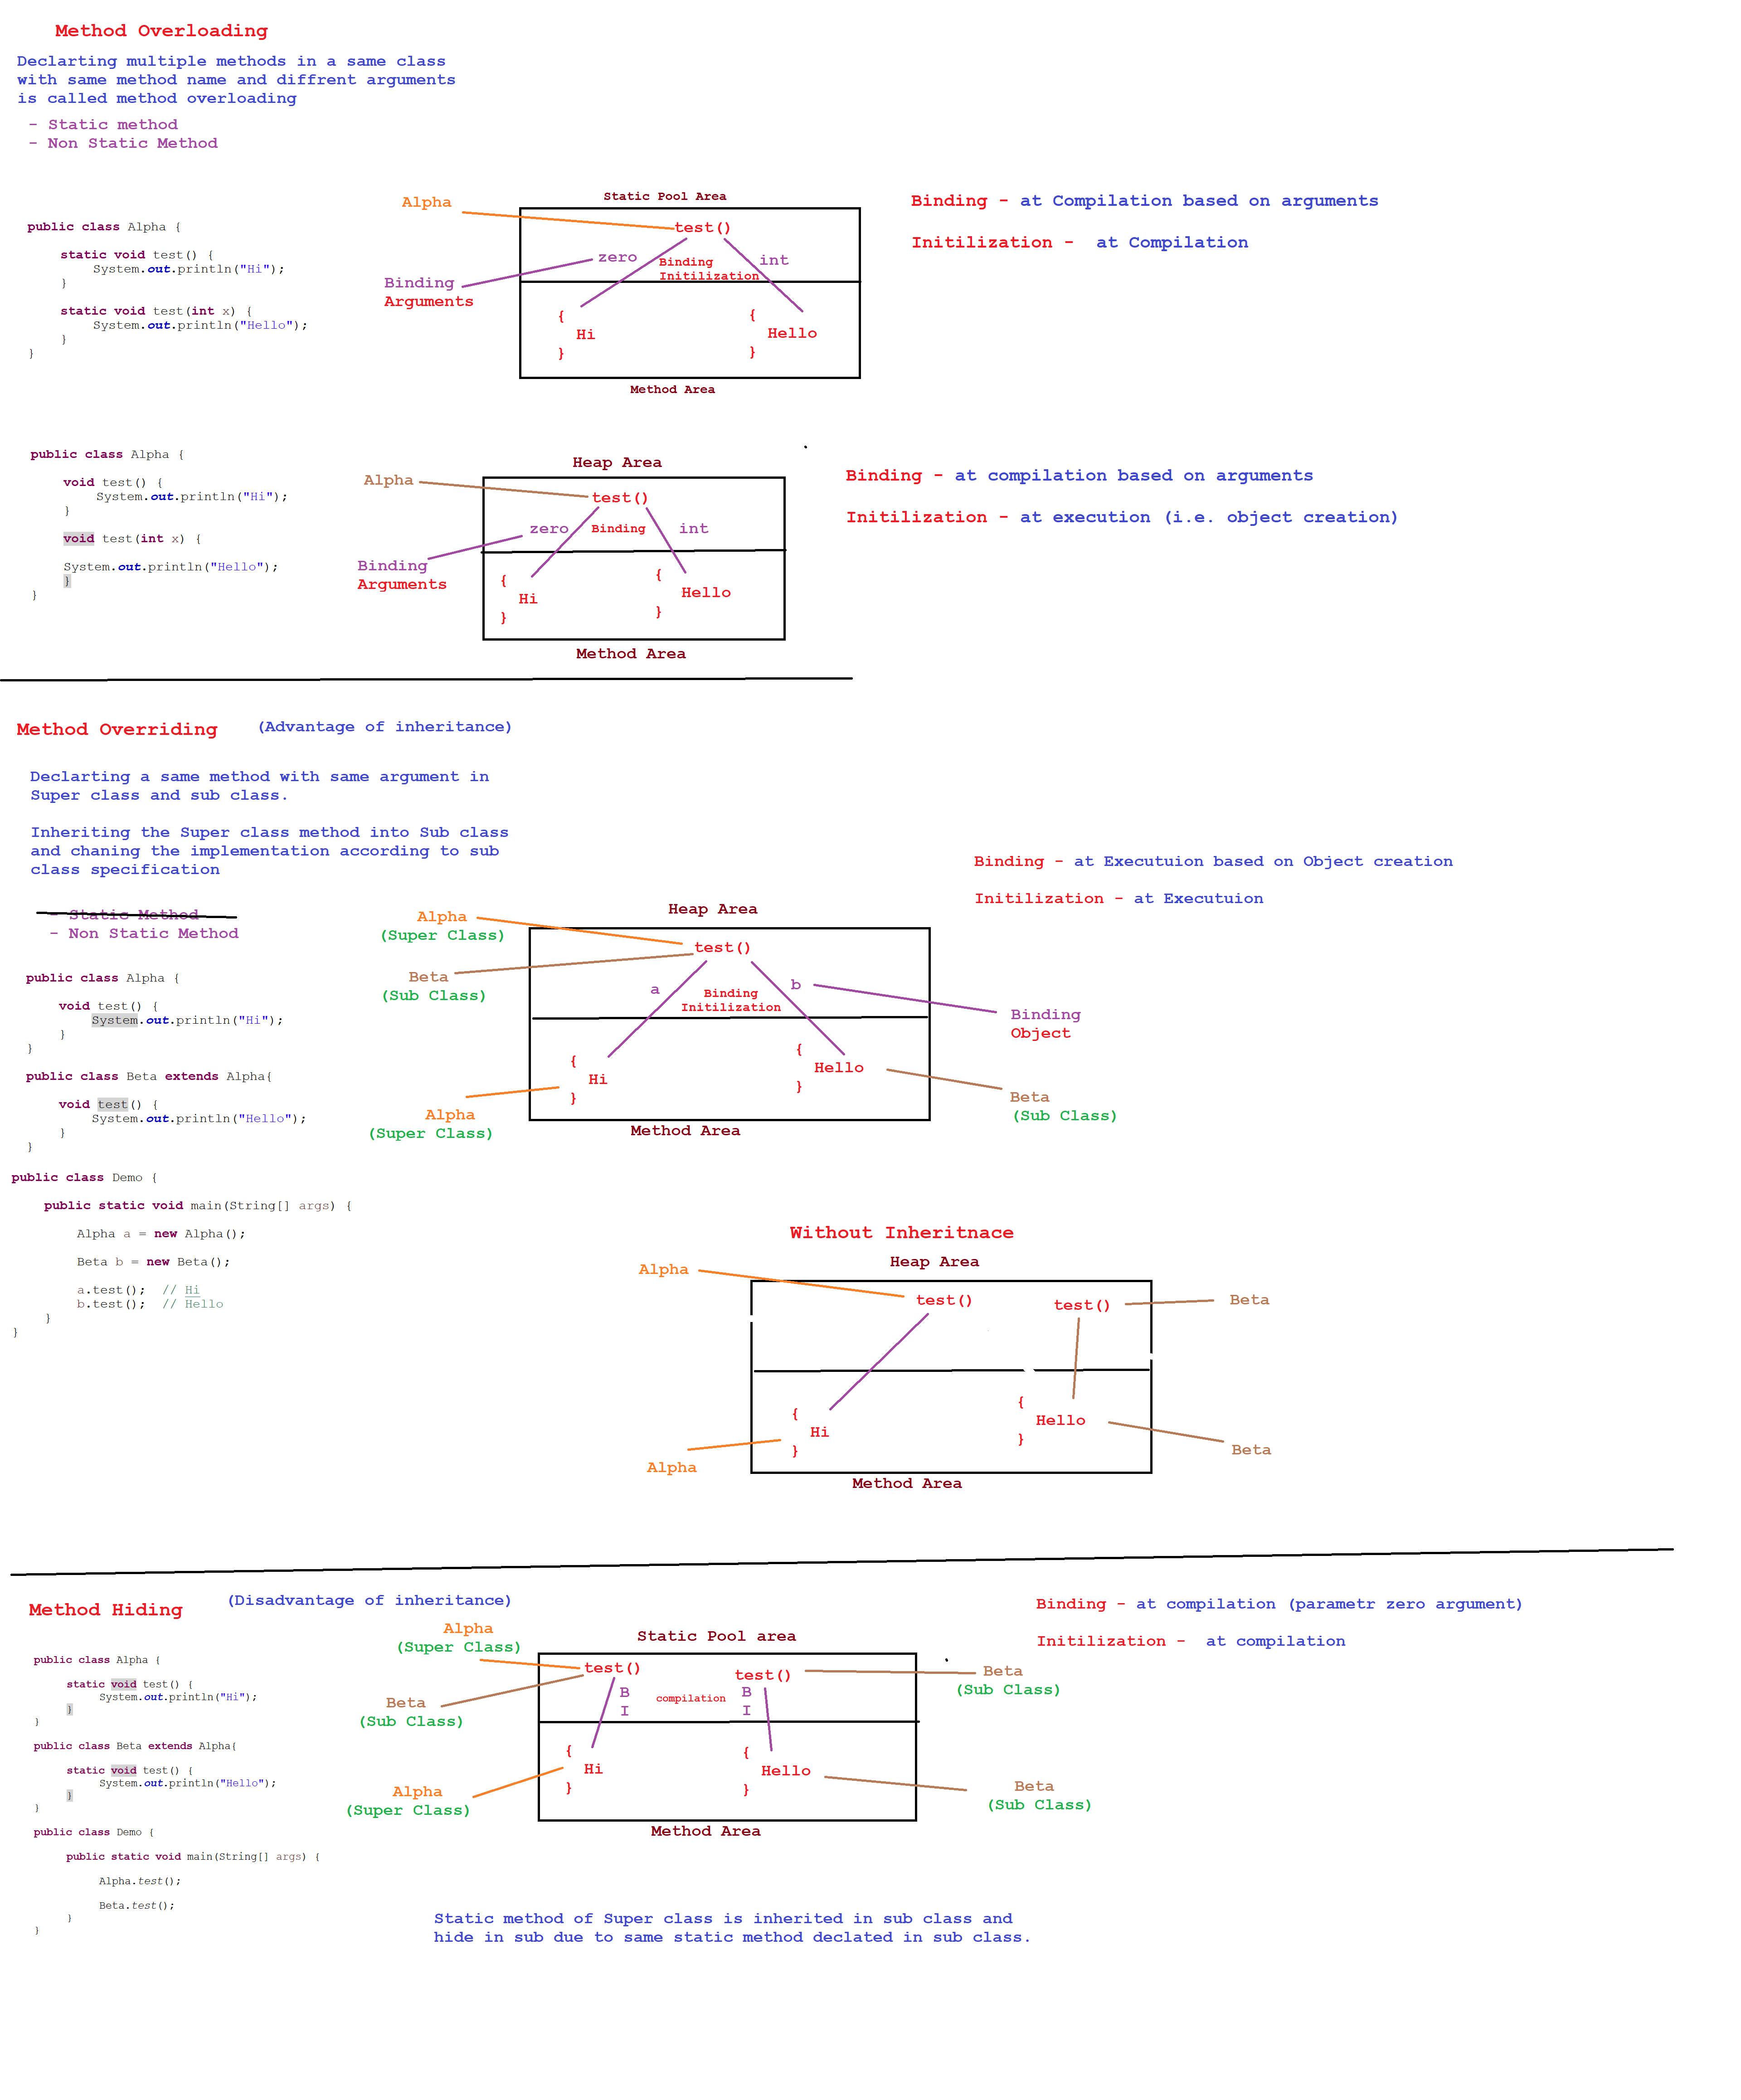 Method Overloading
Declarting multiple methods in a same class
with same method name and diffrent arguments
is called method overloading
- Static method
- Non Static Method
public class Alpha {
static void test() {
System.out.println("Hi");
}
static void test(int x) {
System.out.println("Hello");
}
}
Static Pool Area
Alpha
test()
zero
Binding
Initilization
int
Binding
Arguments
{
Hi
}
{
Hello
}
Method Area
Binding - at Compilation based on arguments
Initilization - at Compilation
public class Alpha {
void test() {
System.out.println("Hi");
}
void test(int x) {
System.out.println("Hello");
}
}
Heap Area
Alpha
test()
zero
Binding
int
Binding
Arguments
{
Hi
}
{
Hello
}
Method Area
Binding - at compilation based on arguments
Initilization - at execution (i.e. object creation)
Method Overriding
(Advantage of inheritance)
Declarting a same method with same argument in
Super class and sub class.
Inheriting the Super class method into Sub class
and chaning the implementation according to sub
class specification
- Static Method
- Non Static Method
public class Alpha {
void test() {
System.out.println("Hi");
}
}
public class Beta extends Alpha{
void test() {
System.out.println("Hello");
}
}
public class Demo {
public static void main(String[] args) {
Alpha a = new Alpha();
Beta b = new Beta();
a.test(); // Hi
b.test(); // Hello
}
}
Heap Area
Alpha
(Super Class)
Beta
(Sub Class)
test()
a
Binding
Initilization
b
Binding
Object
{
Hi
}
{
Hello
}
Alpha
(Super Class)
Beta
(Sub Class)
Method Area
Binding - at Executuion based on Object creation
Initilization - at Executuion
Without Inheritnace
Heap Area
Alpha
test()
test()
Beta
{
Hi
}
{
Hello
}
Alpha
Beta
Method Area
Method Hiding
(Disadvantage of inheritance)
public class Alpha {
static void test() {
System.out.println("Hi");
}
}
public class Beta extends Alpha{
static void test() {
System.out.println("Hello");
}
}
public class Demo {
public static void main(String[] args) {
Alpha.test();
Beta.test();
}
}
Alpha
(Super Class)
Static Pool area
test()
test()
Beta
(Sub Class)
Beta
(Sub Class)
B
I
compilation
B
I
{
Hi
}
{
Hello
}
Alpha
(Super Class)
Beta
(Sub Class)
Method Area
Binding - at compilation (parametr zero argument)
Initilization - at compilation
Static method of Super class is inherited in sub class and
hide in sub due to same static method declated in sub class.